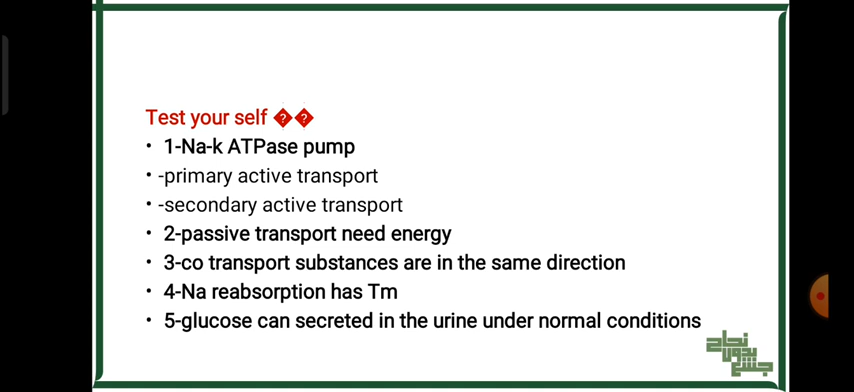 Test your self ��
• 1-Na-k ATPase pump
• -primary active transport
• -secondary active transport
• 2-passive transport need energy
• 3-co transport substances are in the same direction
• 4-Na reabsorption has Tm
• 5-glucose can secreted in the urine under normal conditions
نجاح
بدون